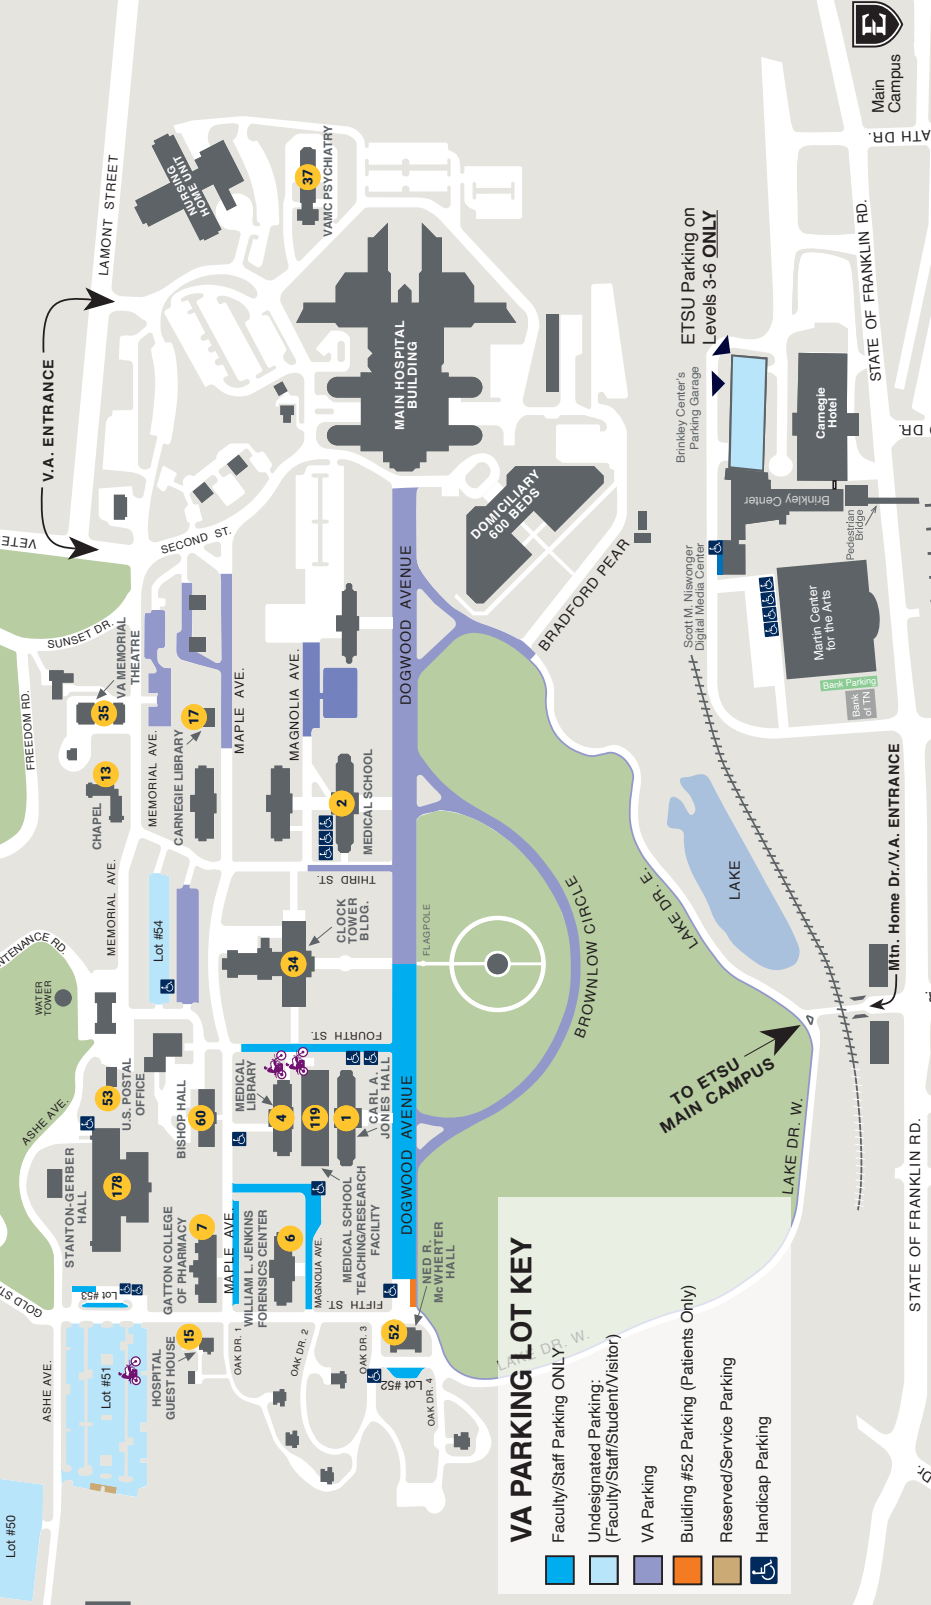 V.A. ENTRANCE
LAMONT STREET
VETE
NURSING
HOME UNIT
37
VAMC PSYCHIATRY
MAIN HOSPITAL
BUILDING
SECOND ST.
SUNSET DR.
FREEDOM RD.
VA MEMORIAL
THEATRE
35
13
CHAPEL
17
CARNEGIE LIBRARY
MEMORIAL AVE.
MEMORIAL AVE.
MAPLE AVE.
MAGNOLIA AVE.
2
MEDICAL SCHOOL
DOGWOOD AVENUE
DOMICILIARY
600 BEDS
BRADFORD PEAR
THIRD ST.
CLOCK
TOWER
BLDG.
34
FLAGPOLE
Lot #54
NTENANCE RD.
WATER
TOWER
BROWNLOW CIRCLE
LAKE DR. E.
LAKE
FOURTH ST.
MEDICAL
LIBRARY
4
119
1
CARL A.
JONES HALL
MEDICAL SCHOOL
TEACHING/RESEARCH
FACILITY
DOGWOOD AVENUE
U.S. POSTAL
OFFICE
53
BISHOP HALL
60
ASHE AVE.
STANTON-GERBER
HALL
178
GATTON COLLEGE
OF PHARMACY
7
MAPLE AVE.
WILLIAM L. JENKINS
FORENSICS CENTER
6
MAGNOLIA AVE.
FIFTH ST.
NED R.
McWHERTER
HALL
52
Lot #52
Lot #53
GOLD ST
HOSPITAL
GUEST HOUSE
15
OAK DR. 1
OAK DR. 2
OAK DR. 3
OAK DR. 4
ASHE AVE.
Lot #51
Lot #50
LAKE DR. W.
LAKE DR. W.
TO ETSU
MAIN CAMPUS
Mtn. Home Dr./V.A. ENTRANCE
STATE OF FRANKLIN RD.
STATE OF FRANKLIN RD.
ETSU Parking on
Levels 3-6 ONLY
Brinkley Center's
Parking Garage
Carnegie
Hotel
Brinkley Center
Pedestrian
Bridge
Scott M. Niswonger
Digital Media Center
Martin Center
for the Arts
Bank Parking
Bank
of TN
Main
Campus
E
ATH DR.
DR.
Dr.
VA PARKING LOT KEY
Faculty/Staff Parking ONLY
Undesignated Parking:
(Faculty/Staff/Student/Visitor)
VA Parking
Building #52 Parking (Patients Only)
Reserved/Service Parking
Handicap Parking